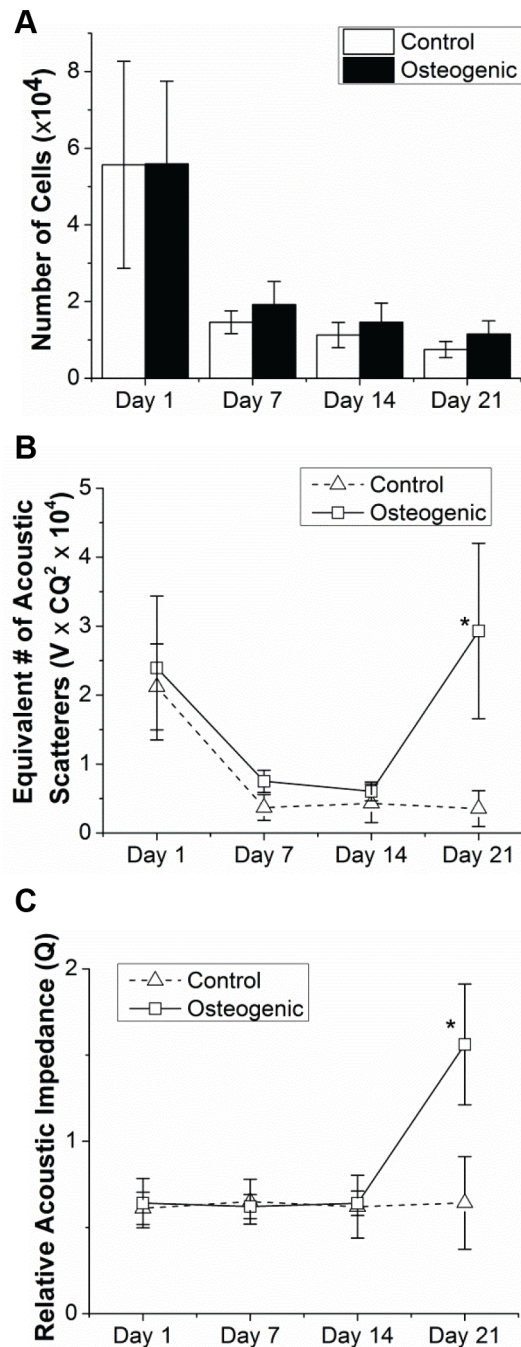 A
Control
Osteogenic
Number of Cells (x10⁴)
8
6
4
2
0
Day 1 Day 7 Day 14 Day 21
B
Control
Osteogenic
Equivalent # of Acoustic
Scatterers (V x CQ² x 10⁴)
5
4
3
2
1
0
*
Day 1 Day 7 Day 14 Day 21
C
Control
Osteogenic
Relative Acoustic Impedance (Q)
2
1
0
*
Day 1 Day 7 Day 14 Day 21